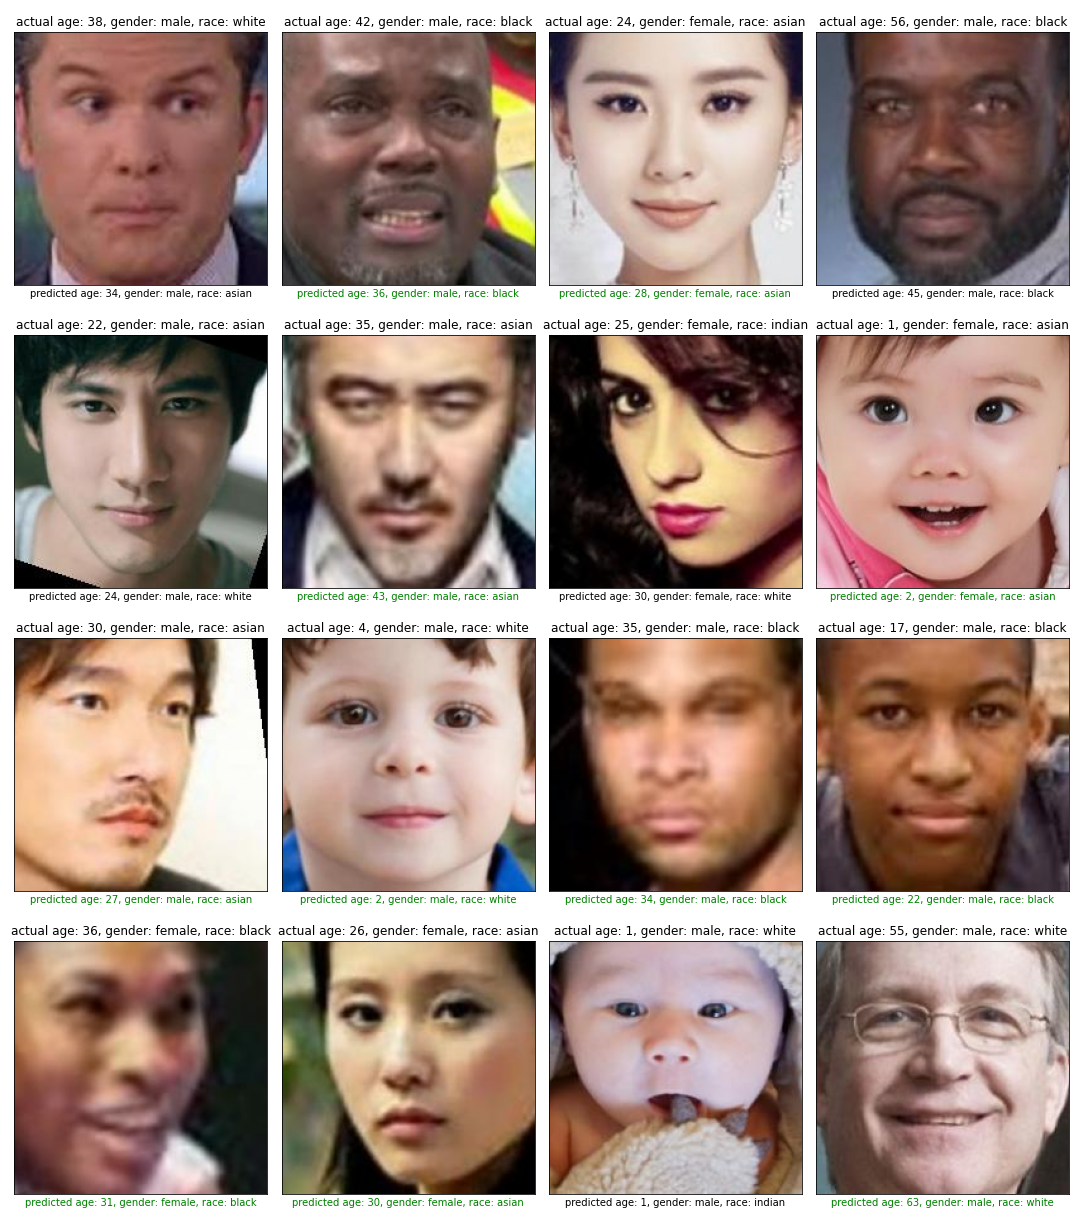 actual age: 38, gender: male, race: white
actual age: 42, gender: male, race: black
actual age: 24, gender: female, race: asian
actual age: 56, gender: male, race: black
predicted age: 34, gender: male, race: asian
predicted age: 36, gender: male, race: black
predicted age: 28, gender: female, race: asian
predicted age: 45, gender: male, race: black
actual age: 22, gender: male, race: asian
actual age: 35, gender: male, race: asian
actual age: 25, gender: female, race: indian
actual age: 1, gender: female, race: asian
predicted age: 24, gender: male, race: white
predicted age: 43, gender: male, race: asian
predicted age: 30, gender: female, race: white
predicted age: 2, gender: female, race: asian
actual age: 30, gender: male, race: asian
actual age: 4, gender: male, race: white
actual age: 35, gender: male, race: black
actual age: 17, gender: male, race: black
predicted age: 27, gender: male, race: asian
predicted age: 2, gender: male, race: white
predicted age: 34, gender: male, race: black
predicted age: 22, gender: male, race: black
actual age: 36, gender: female, race: black
actual age: 26, gender: female, race: asian
actual age: 1, gender: male, race: white
actual age: 55, gender: male, race: white
predicted age: 31, gender: female, race: black
predicted age: 30, gender: female, race: asian
predicted age: 1, gender: male, race: indian
predicted age: 63, gender: male, race: white